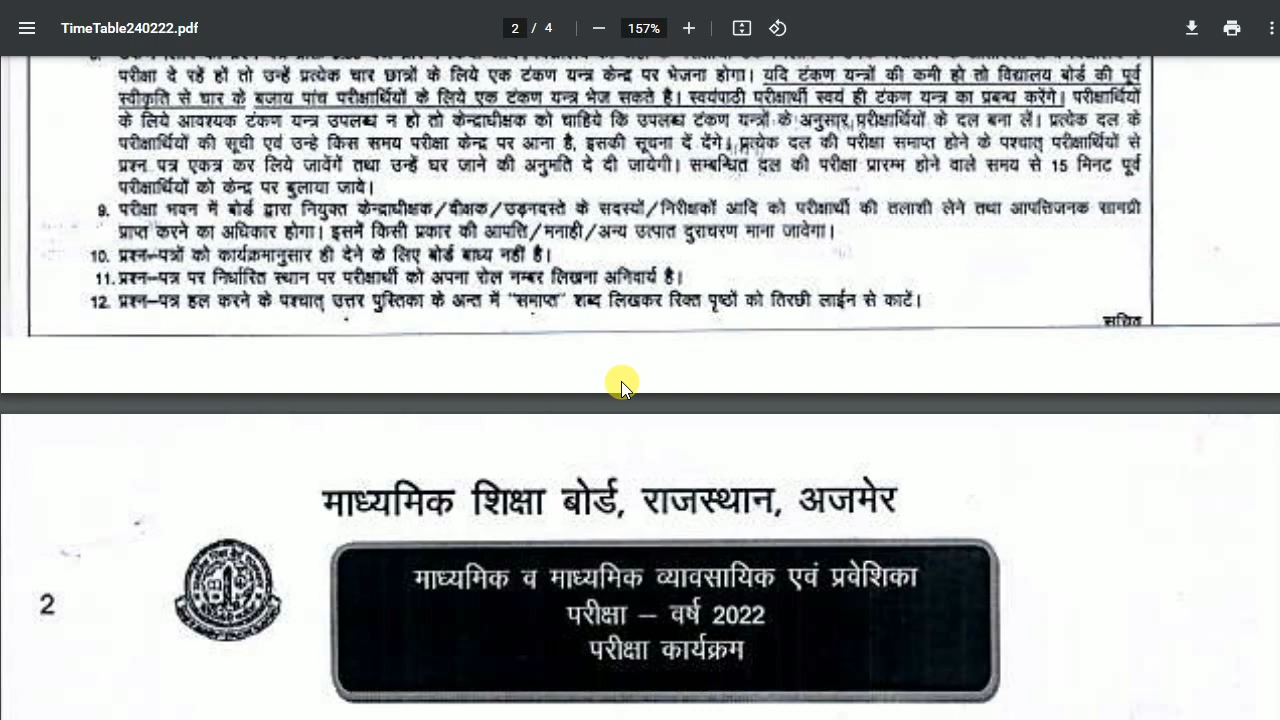 TimeTable240222.pdf
2 / 4
157%
परीक्षा दे रहें हों तो उन्हें प्रत्येक चार छात्रों के लिये एक टंकण यन्त्र केन्द्र पर भेजना होगा। यदि टंकण यन्त्रों की कमी हो तो विद्यालय बोर्ड की पूर्व
स्वीकृति से चार के बजाय पांच परीक्षार्थियों के लिये एक टंकण यन्त्र भेज सकते है। स्वयंपाठी परीक्षार्थी स्वयं ही टंकण यन्त्र का प्रबन्ध करेंगे। परीक्षार्थियों
के लिये आवश्यक टंकण यन्त्र उपलब्ध न हो तो केन्द्राधीक्षक को चाहिये कि उपलब्ध टंकण यन्त्रों के अनुसार परीक्षार्थियों के दल बना लें। प्रत्येक दल के
परीक्षार्थियों की सूची एवं उन्हे किस समय परीक्षा केन्द्र पर आना है, इसकी सूचना दें देंगे। प्रत्येक दल की परीक्षा समाप्त होने के पश्चात् परीक्षार्थियों से
प्रश्न पत्र एकत्र कर लिये जावेंगें तथा उन्हें घर जाने की अनुमति दे दी जायेगी। सम्बन्धित दल की परीक्षा प्रारम्भ होने वाले समय से 15 मिनट पूर्व
परीक्षार्थियों को केन्द्र पर बुलाया जावे।
9. परीक्षा भवन में बोर्ड द्वारा नियुक्त केन्द्राधीक्षक/वीक्षक/उड़नदस्ते के सदस्यों/निरीक्षकों आदि को परीक्षार्थी की तलाशी लेने तथा आपत्तिजनक सामग्री
प्राप्त करने का अधिकार होगा। इसमें किसी प्रकार की आपत्ति/मनाही/अन्य उत्पात दुराचरण माना जावेगा।
10. प्रश्न–पत्रों को कार्यक्रमानुसार ही देने के लिए बोर्ड बाध्य नहीं है।
11. प्रश्न–पत्र पर निर्धारित स्थान पर परीक्षार्थी को अपना रोल नम्बर लिखना अनिवार्य है।
12. प्रश्न–पत्र हल करने के पश्चात् उत्तर पुस्तिका के अन्त में "समाप्त" शब्द लिखकर रिक्त पृष्ठों को तिरछी लाईन से काटें।
सचिव
माध्यमिक शिक्षा बोर्ड, राजस्थान, अजमेर
2
माध्यमिक व माध्यमिक व्यावसायिक एवं प्रवेशिका
परीक्षा – वर्ष 2022
परीक्षा कार्यक्रम